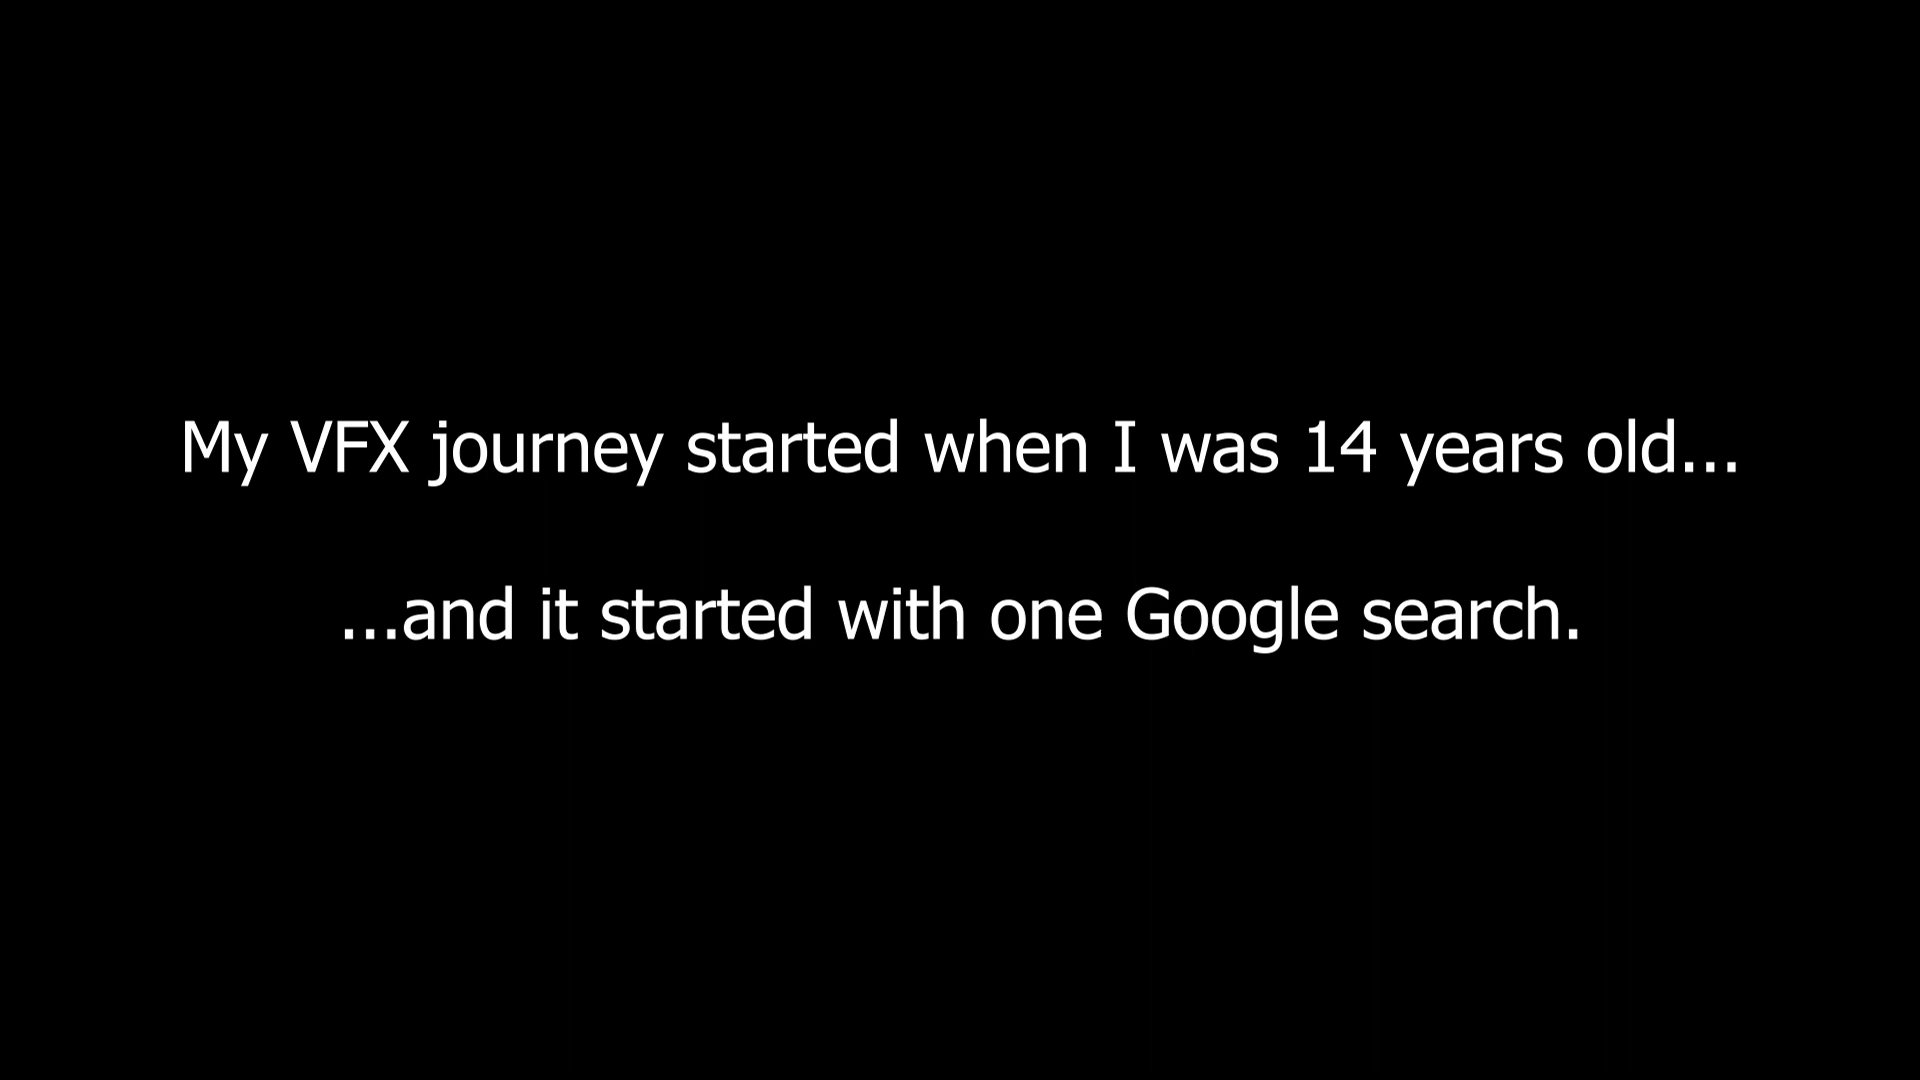 My VFX journey started when I was 14 years old...
...and it started with one Google search.